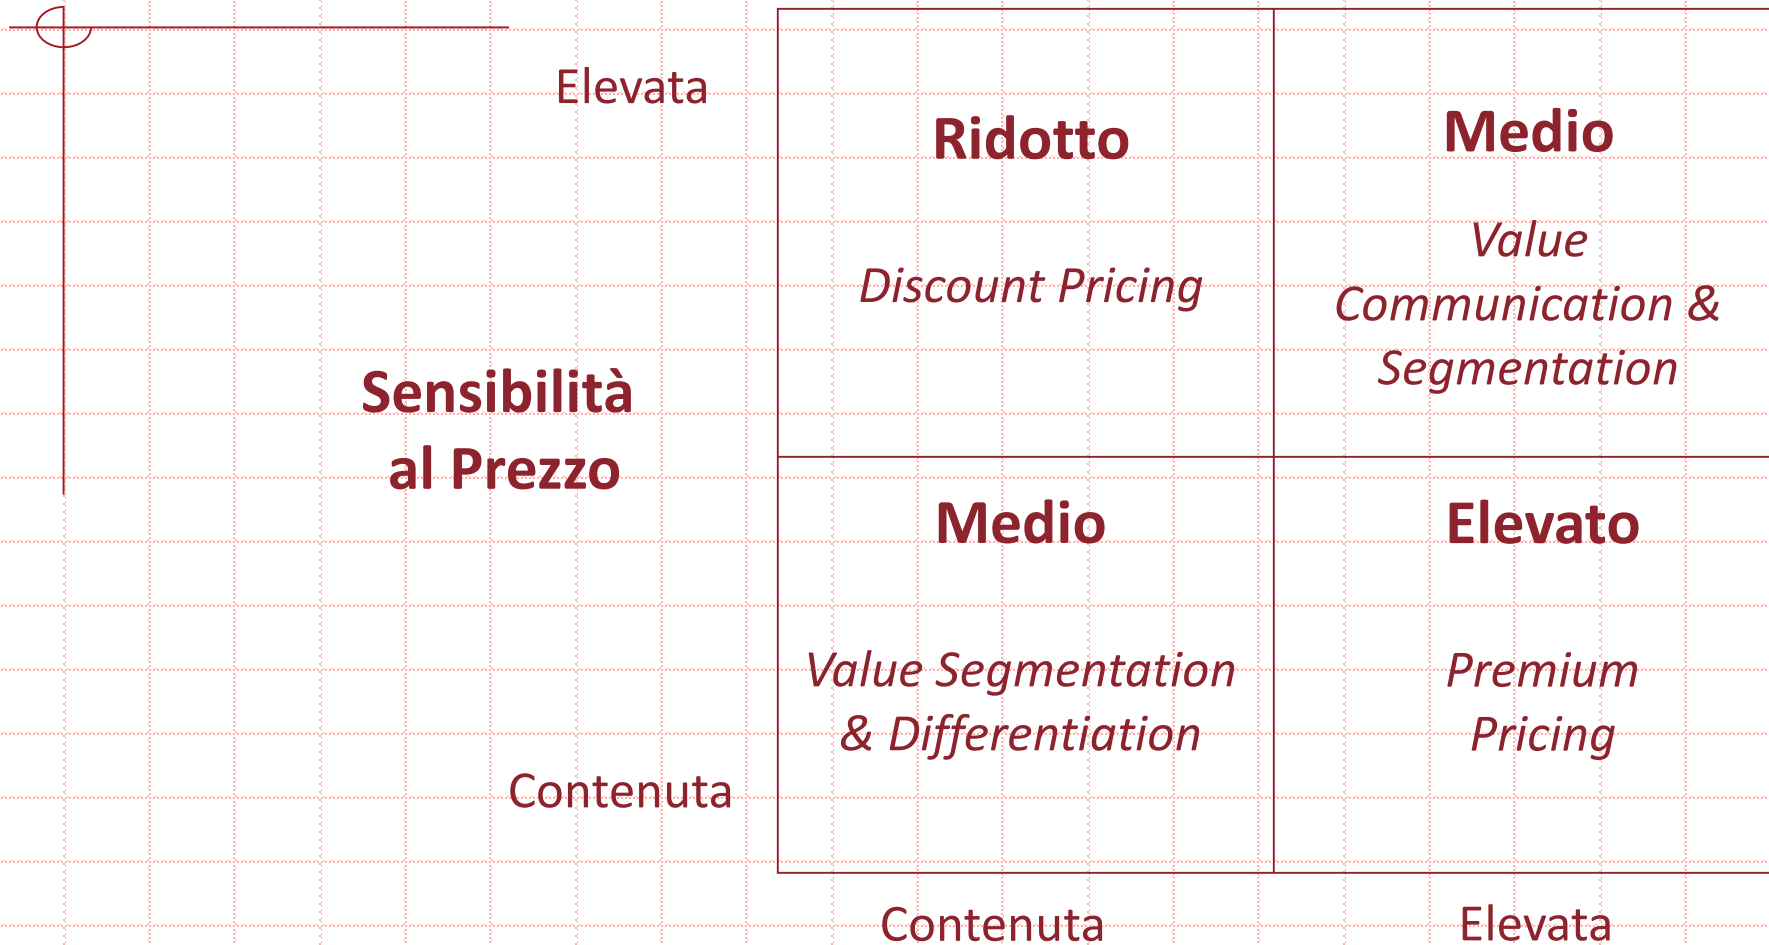 Elevata
Ridotto
Medio
Discount Pricing
Value
Communication &
Segmentation
Sensibilità
al Prezzo
Medio
Elevato
Value Segmentation
& Differentiation
Premium
Pricing
Contenuta
Contenuta
Elevata